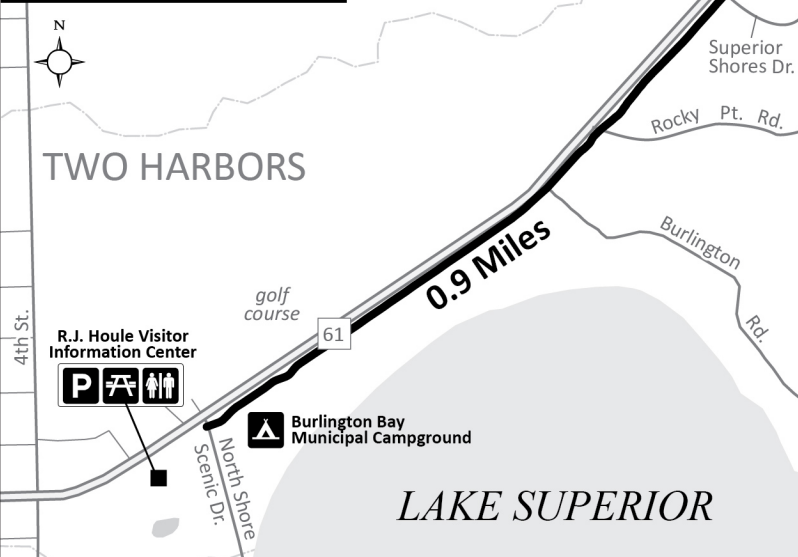 N
Superior
Shores Dr.
Rocky Pt. Rd.
TWO HARBORS
Burlington
Rd.
0.9 Miles
golf
course
61
4th St.
R.J. Houle Visitor
Information Center
P
Burlington Bay
Municipal Campground
North Shore
Scenic Dr.
LAKE SUPERIOR